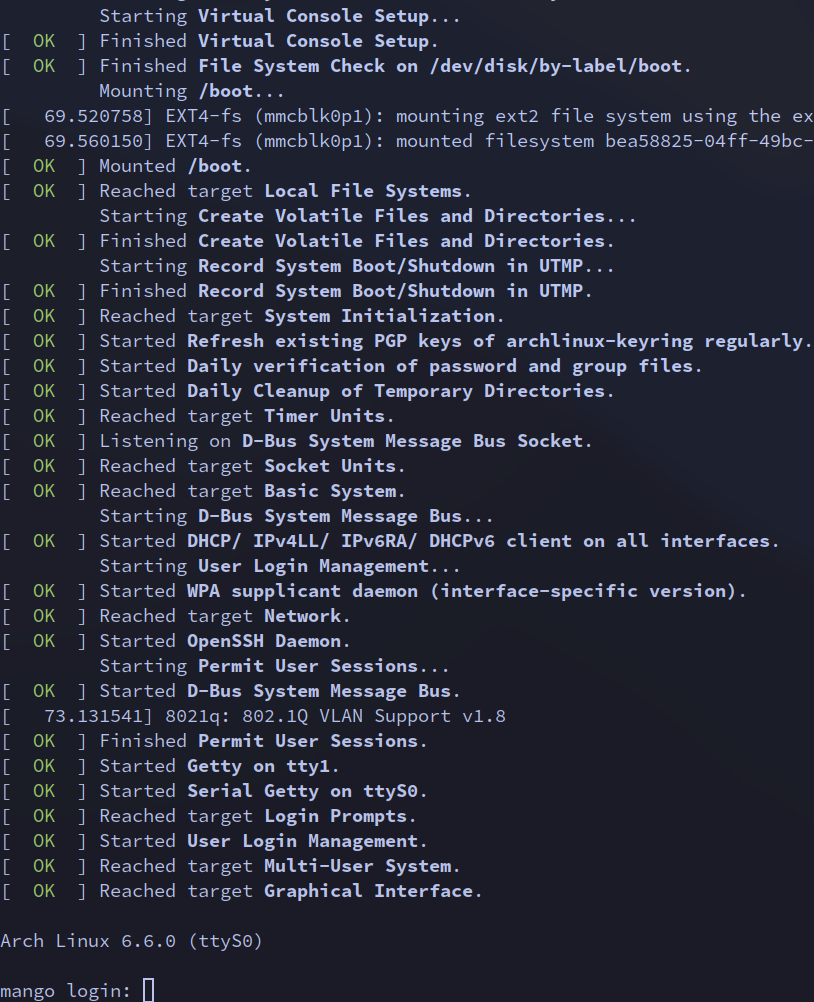 Starting Virtual Console Setup...
[  OK  ] Finished Virtual Console Setup.
[  OK  ] Finished File System Check on /dev/disk/by-label/boot.
Mounting /boot...
[   69.520758] EXT4-fs (mmcblk0p1): mounting ext2 file system using the ex
[   69.560150] EXT4-fs (mmcblk0p1): mounted filesystem bea58825-04ff-49bc-
[  OK  ] Mounted /boot.
[  OK  ] Reached target Local File Systems.
Starting Create Volatile Files and Directories...
[  OK  ] Finished Create Volatile Files and Directories.
Starting Record System Boot/Shutdown in UTMP...
[  OK  ] Finished Record System Boot/Shutdown in UTMP.
[  OK  ] Reached target System Initialization.
[  OK  ] Started Refresh existing PGP keys of archlinux-keyring regularly.
[  OK  ] Started Daily verification of password and group files.
[  OK  ] Started Daily Cleanup of Temporary Directories.
[  OK  ] Reached target Timer Units.
[  OK  ] Listening on D-Bus System Message Bus Socket.
[  OK  ] Reached target Socket Units.
[  OK  ] Reached target Basic System.
Starting D-Bus System Message Bus...
[  OK  ] Started DHCP/ IPv4LL/ IPv6RA/ DHCPv6 client on all interfaces.
Starting User Login Management...
[  OK  ] Started WPA supplicant daemon (interface-specific version).
[  OK  ] Reached target Network.
[  OK  ] Started OpenSSH Daemon.
Starting Permit User Sessions...
[  OK  ] Started D-Bus System Message Bus.
[   73.131541] 8021q: 802.1Q VLAN Support v1.8
[  OK  ] Finished Permit User Sessions.
[  OK  ] Started Getty on tty1.
[  OK  ] Started Serial Getty on ttyS0.
[  OK  ] Reached target Login Prompts.
[  OK  ] Started User Login Management.
[  OK  ] Reached target Multi-User System.
[  OK  ] Reached target Graphical Interface.
Arch Linux 6.6.0 (ttyS0)
mango login: